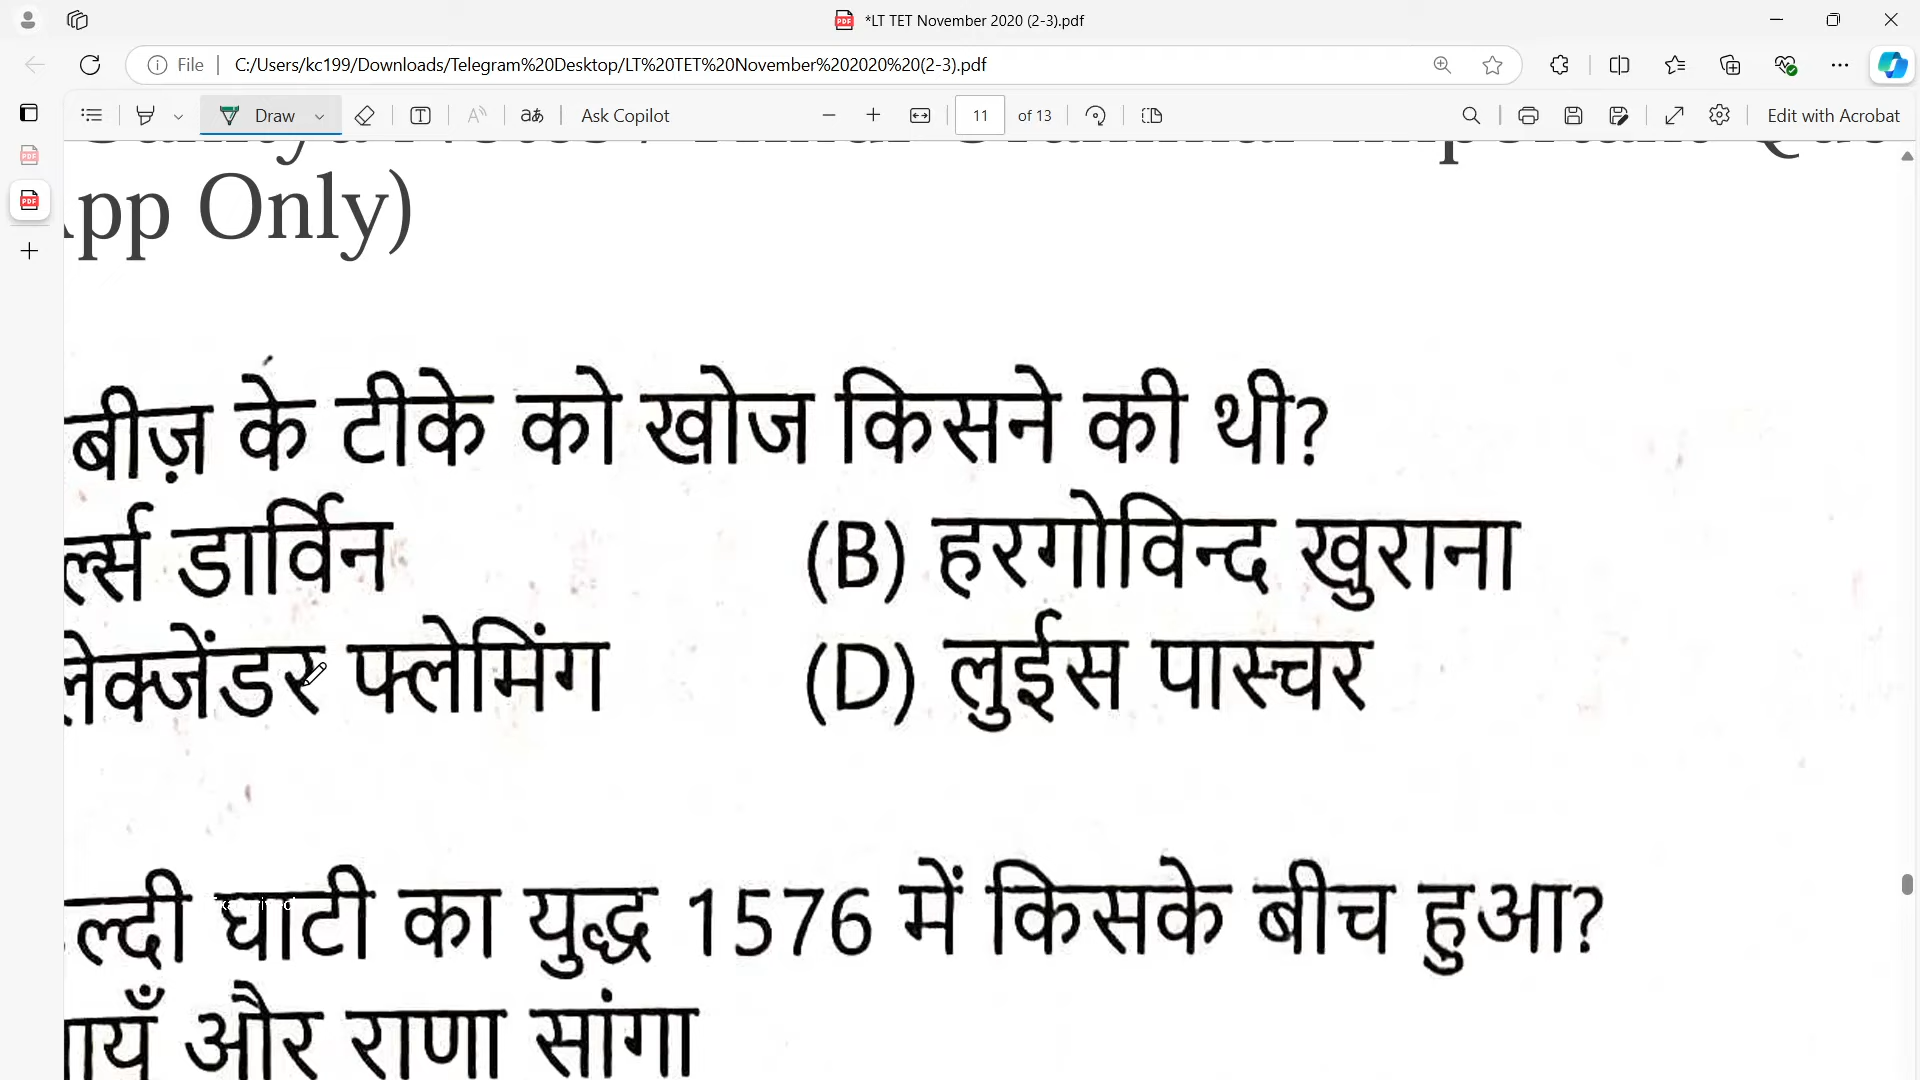 *LT TET November 2020 (2-3).pdf
File C:/Users/kc199/Downloads/Telegram%20Desktop/LT%20TET%20November%202020%20(2-3).pdf
Draw Ask Copilot 11 of 13 Edit with Acrobat
pp Only)
बीज़ के टीके को खोज किसने की थी?
र्ल्स डार्विन (B) हरगोविन्द खुराना
लेक्जेंडर फ्लेमिंग (D) लुईस पास्चर
ल्दी घाटी का युद्ध 1576 में किसके बीच हुआ?
और राणा सांगा